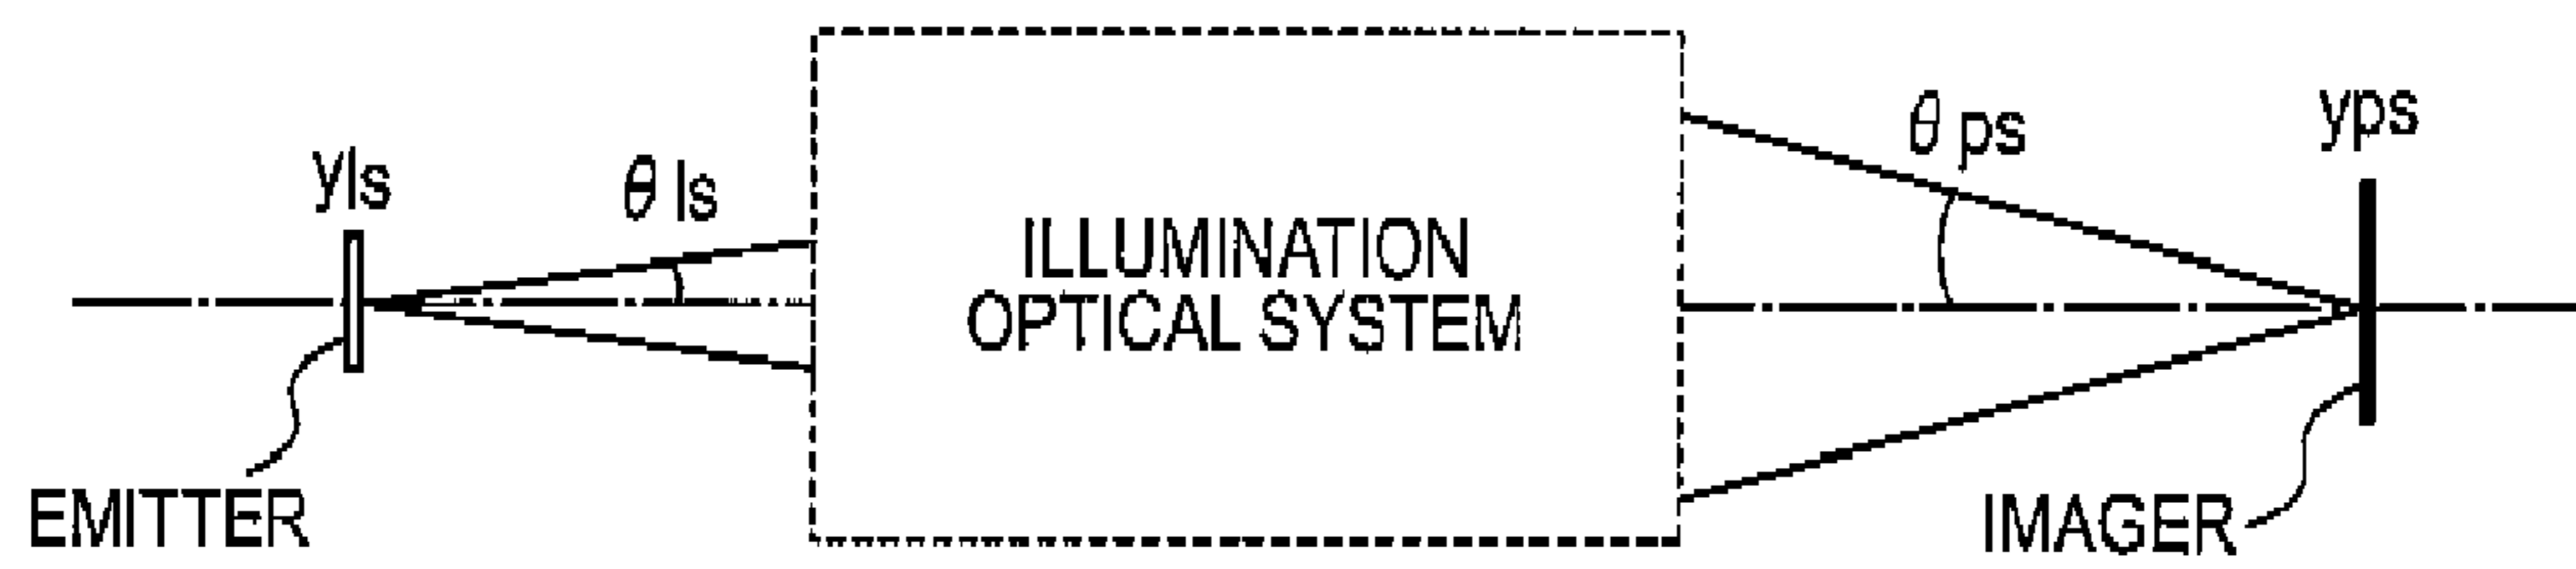 yls
θ ls
θ ps
yps
ILLUMINATION
OPTICAL SYSTEM
EMITTER
IMAGER